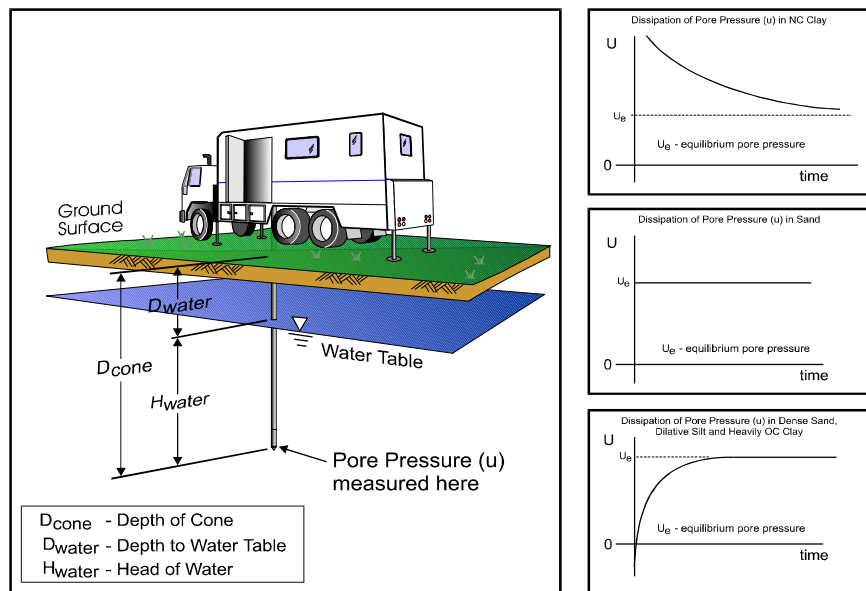 Ground
Surface
Dwater
Dcone
Hwater
Water Table
Pore Pressure (u)
measured here
Dcone - Depth of Cone
Dwater - Depth to Water Table
Hwater - Head of Water
Dissipation of Pore Pressure (u) in NC Clay
U
Ue
Ue - equilibrium pore pressure
0
time
Dissipation of Pore Pressure (u) in Sand
U
Ue
Ue - equilibrium pore pressure
0
time
Dissipation of Pore Pressure (u) in Dense Sand,
Dilative Silt and Heavily OC Clay
U
Ue
Ue - equilibrium pore pressure
0
time